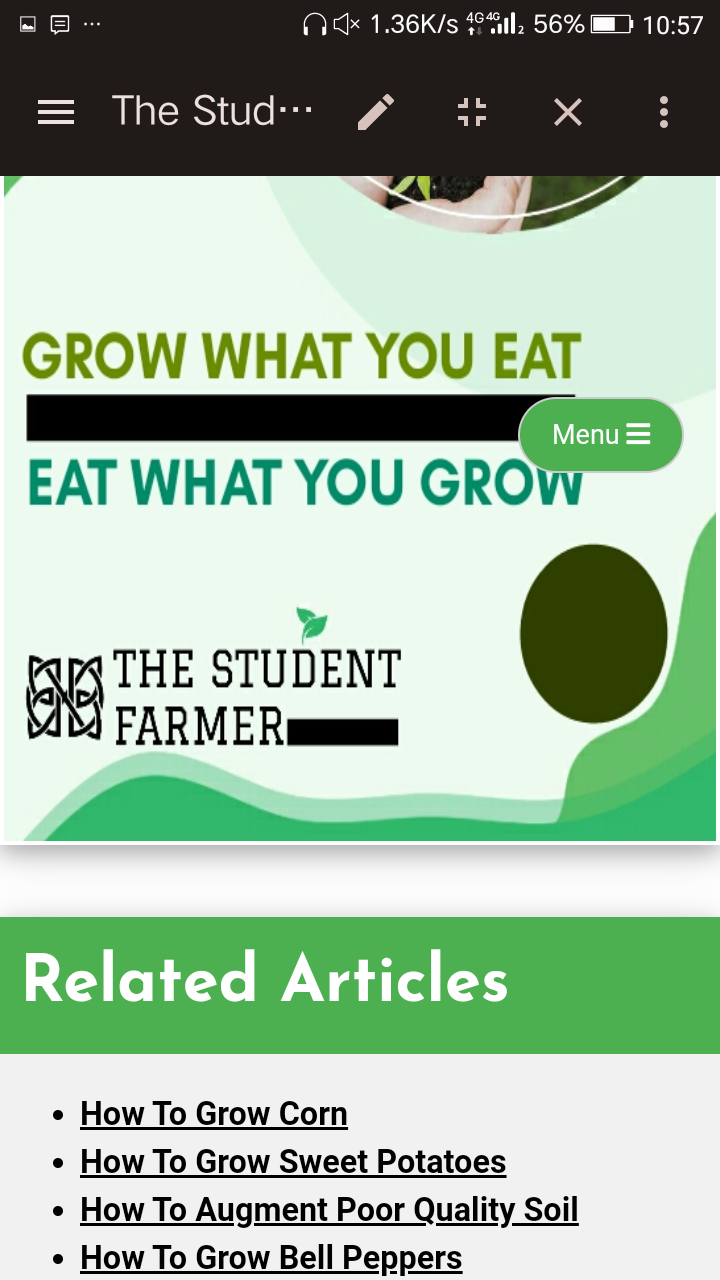 1.36K/s 4G 4G 2 56% 10:57
The Stud...
GROW WHAT YOU EAT
Menu
EAT WHAT YOU GROW
THE STUDENT
FARMER
Related Articles
How To Grow Corn
How To Grow Sweet Potatoes
How To Augment Poor Quality Soil
How To Grow Bell Peppers